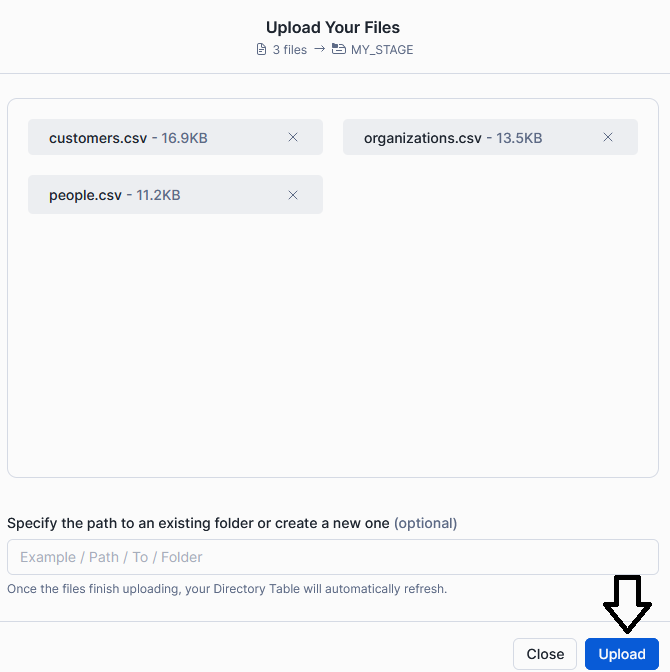 Upload Your Files
3 files → MY_STAGE
customers.csv - 16.9KB
organizations.csv - 13.5KB
people.csv - 11.2KB
Specify the path to an existing folder or create a new one (optional)
Example / Path / To / Folder
Once the files finish uploading, your Directory Table will automatically refresh.
Close
Upload